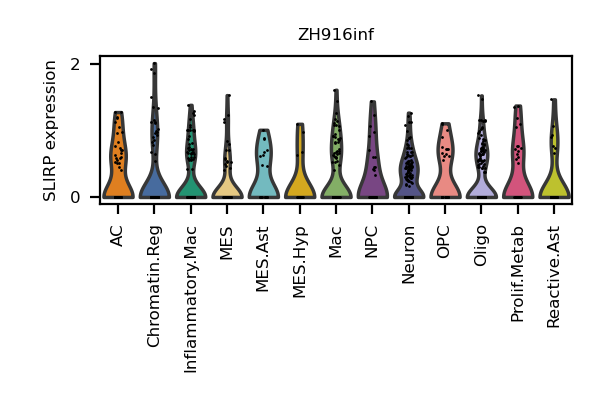 ZH916inf
SLIRP expression
2
0
AC
Chromatin.Reg
Inflammatory.Mac
MES
MES.Ast
MES.Hyp
Mac
NPC
Neuron
OPC
Oligo
Prolif.Metab
Reactive.Ast